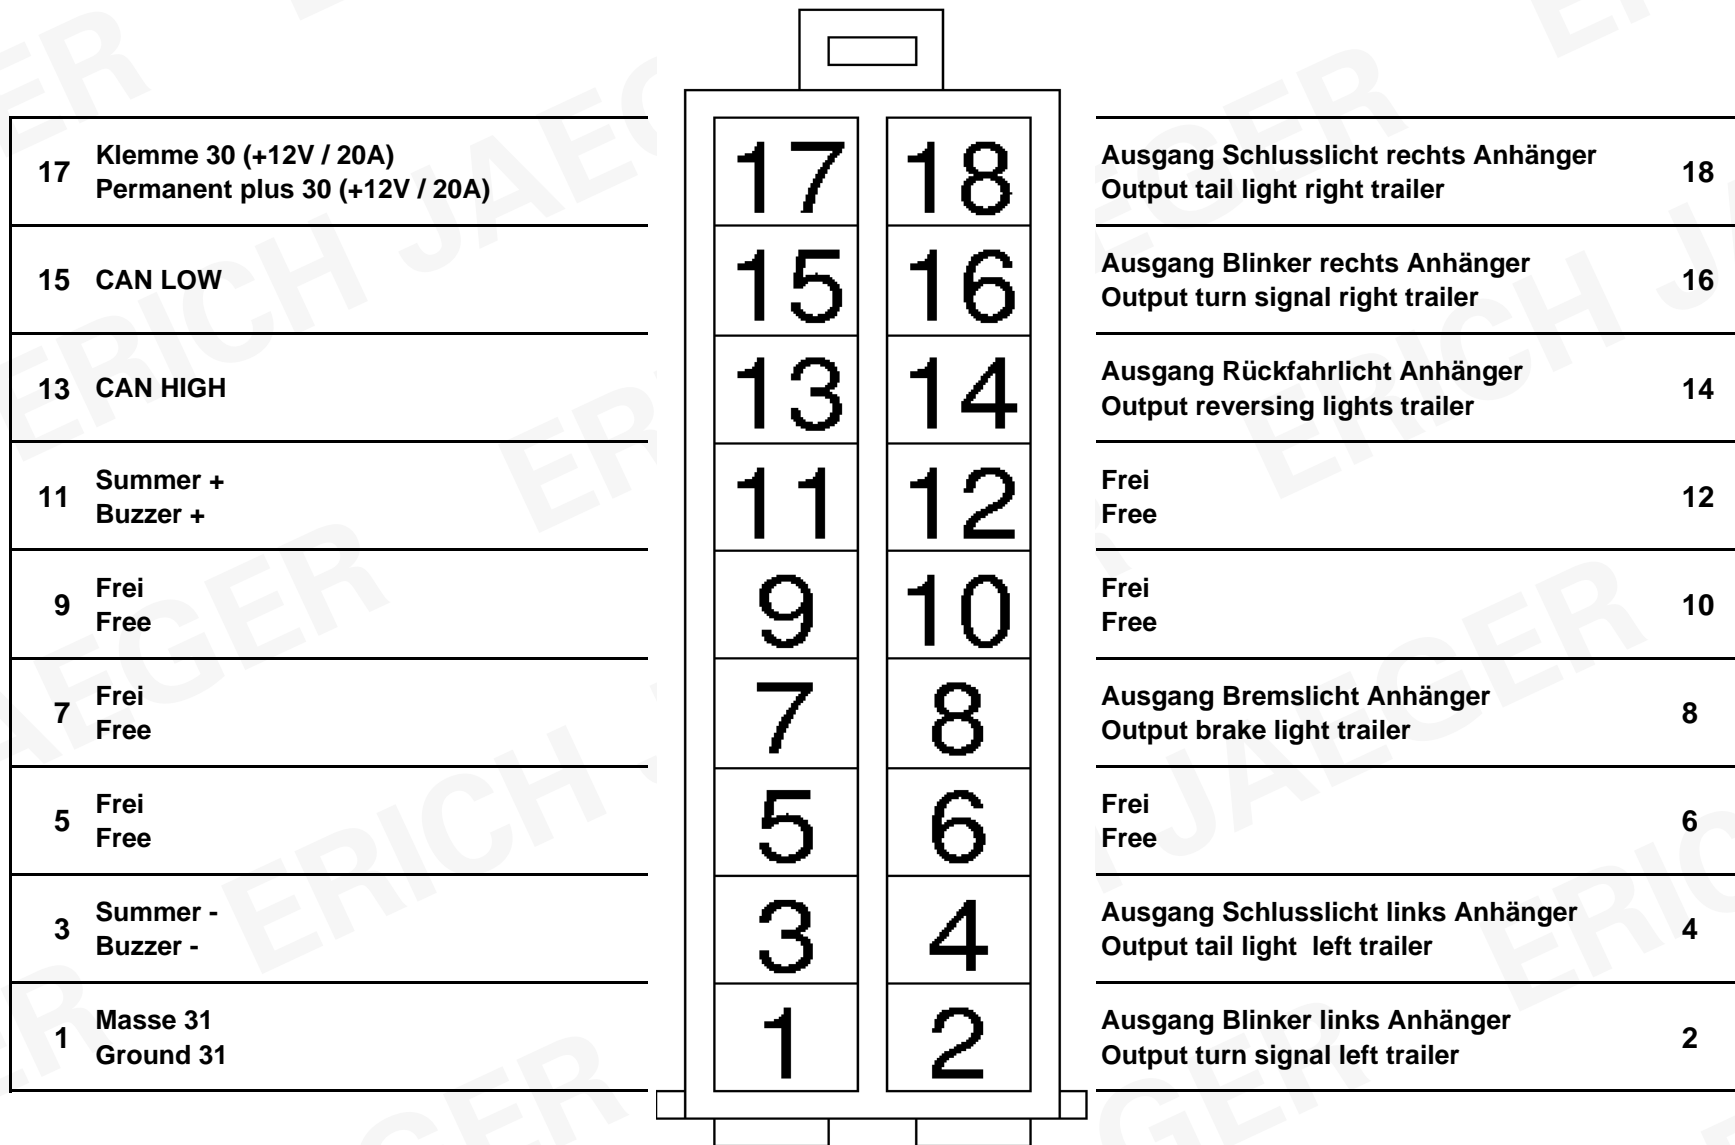 17 Klemme 30 (+12V / 20A)
Permanent plus 30 (+12V / 20A)
15 CAN LOW
13 CAN HIGH
11 Summer +
Buzzer +
9 Frei
Free
7 Frei
Free
5 Frei
Free
3 Summer -
Buzzer -
1 Masse 31
Ground 31
17 18
15 16
13 14
11 12
9 10
7 8
5 6
3 4
1 2
Ausgang Schlusslicht rechts Anhänger 18
Output tail light right trailer
Ausgang Blinker rechts Anhänger 16
Output turn signal right trailer
Ausgang Rückfahrlicht Anhänger 14
Output reversing lights trailer
Frei 12
Free
Frei 10
Free
Ausgang Bremslicht Anhänger 8
Output brake light trailer
Frei 6
Free
Ausgang Schlusslicht links Anhänger 4
Output tail light  left trailer
Ausgang Blinker links Anhänger 2
Output turn signal left trailer
ERICH JAEGER
ERICH JAEGER
ERICH JAEGER